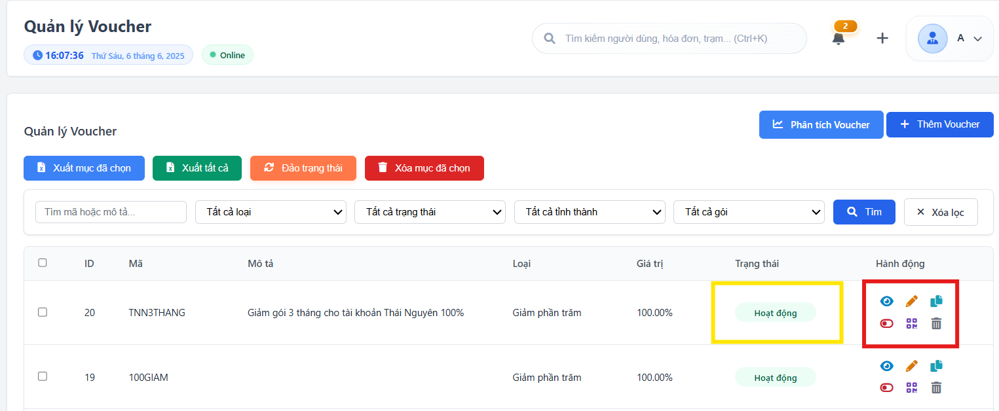 Quản lý Voucher
16:07:36 Thứ Sáu, 6 tháng 6, 2025 Online
Tìm kiếm người dùng, hóa đơn, trạm... (Ctrl+K)
2
A
Quản lý Voucher
Phân tích Voucher
Thêm Voucher
Xuất mục đã chọn Xuất tất cả Đảo trạng thái Xóa mục đã chọn
Tìm mã hoặc mô tả... Tất cả loại Tất cả trạng thái Tất cả tỉnh thành Tất cả gói Tìm Xóa lọc
ID Mã Mô tả Loại Giá trị Trạng thái Hành động
20 TNN3THANG Giảm gói 3 tháng cho tài khoản Thái Nguyên 100% Giảm phần trăm 100.00% Hoạt động
19 100GIAM Giảm phần trăm 100.00% Hoạt động